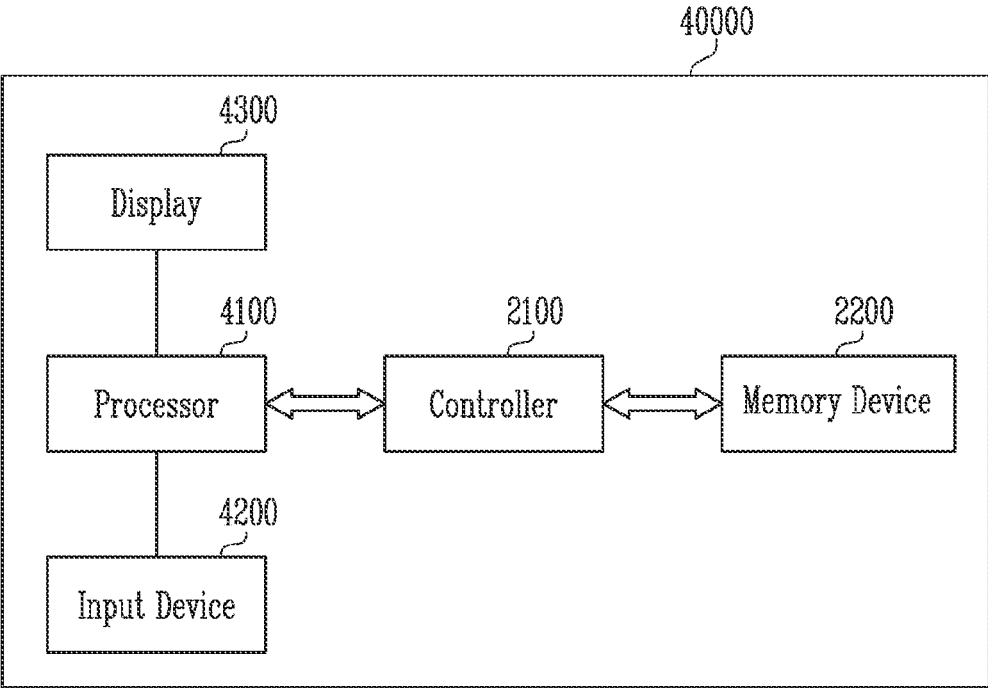 40000
4300
Display
4100
Processor
2100
Controller
2200
Memory Device
4200
Input Device